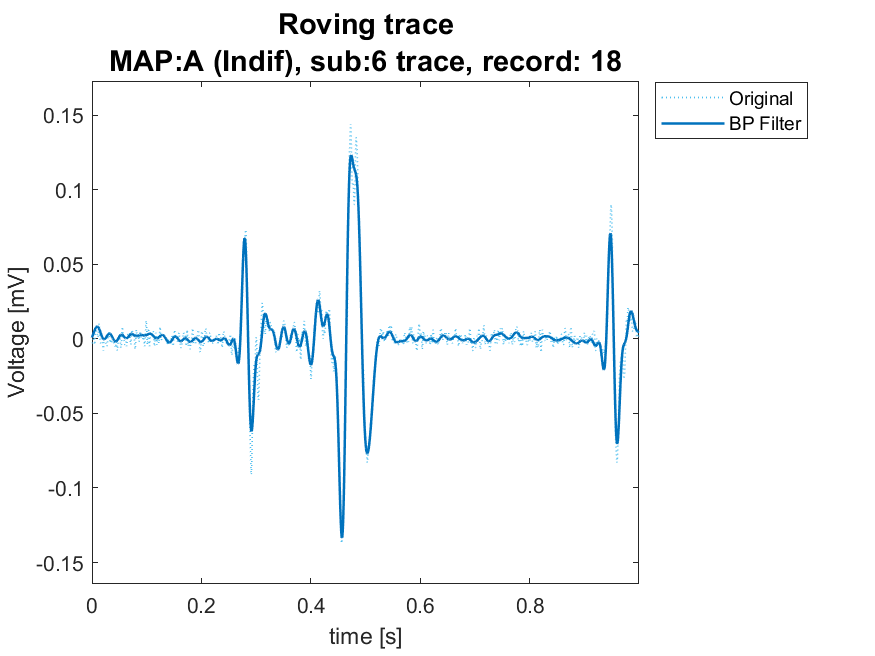 Roving trace
MAP:A (Indif), sub:6 trace, record: 18
Original
BP Filter
0.15
0.1
0.05
0
-0.05
-0.1
-0.15
Voltage [mV]
0 0.2 0.4 0.6 0.8
time [s]